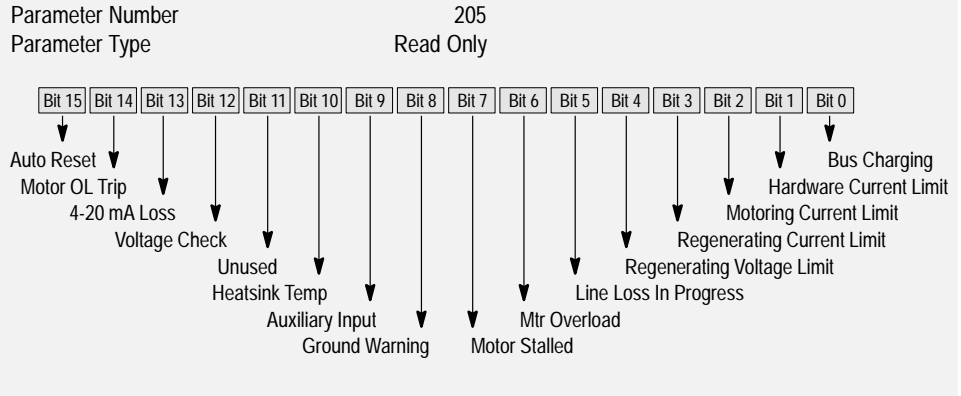 Parameter Number 205
Parameter Type Read Only
Bit 15 Bit 14 Bit 13 Bit 12 Bit 11 Bit 10 Bit 9 Bit 8 Bit 7 Bit 6 Bit 5 Bit 4 Bit 3 Bit 2 Bit 1 Bit 0
Auto Reset Bus Charging
Motor OL Trip Hardware Current Limit
4-20 mA Loss Motoring Current Limit
Voltage Check Regenerating Current Limit
Unused Regenerating Voltage Limit
Heatsink Temp Line Loss In Progress
Auxiliary Input Mtr Overload
Ground Warning Motor Stalled